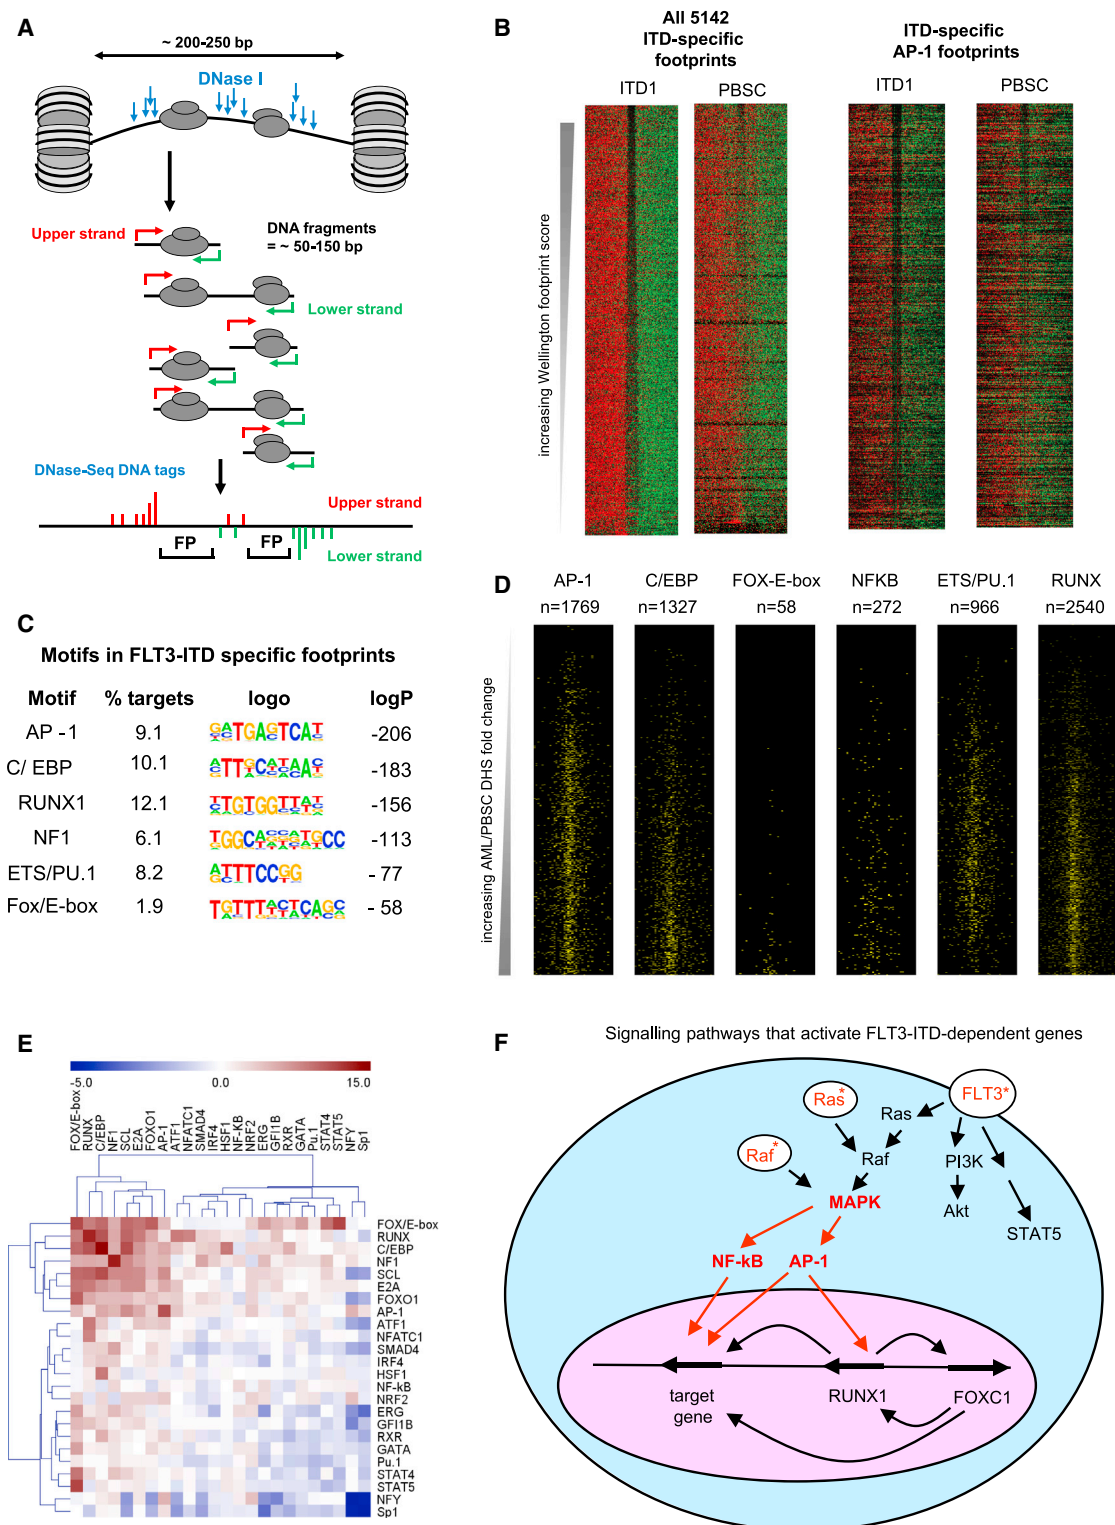 A
~ 200-250 bp
DNase I
Upper strand
DNA fragments
= ~ 50-150 bp
Lower strand
DNase-Seq DNA tags
Upper strand
FP
FP
Lower strand
B
All 5142
ITD-specific
footprints
ITD-specific
AP-1 footprints
ITD1
PBSC
ITD1
PBSC
increasing Wellington footprint score
C
Motifs in FLT3-ITD specific footprints
Motif % targets logo logP
AP -1 9.1 -206
C/ EBP 10.1 -183
RUNX1 12.1 -156
NF1 6.1 -113
ETS/PU.1 8.2 - 77
Fox/E-box 1.9 - 58
D
AP-1 C/EBP FOX-E-box NFKB ETS/PU.1 RUNX
n=1769 n=1327 n=58 n=272 n=966 n=2540
increasing AML/PBSC DHS fold change
E
-5.0 0.0 15.0
FOX/E-box
RUNX
C/EBP
NF1
SCL
E2A
FOXO1
AP-1
ATF1
NFATC1
SMAD4
IRF4
HSF1
NF-kB
NRF2
ERG
GFI1B
RXR
GATA
Pu.1
STAT4
STAT5
NFY
Sp1
FOX/E-box
RUNX
C/EBP
NF1
SCL
E2A
FOXO1
AP-1
ATF1
NFATC1
SMAD4
IRF4
HSF1
NF-kB
NRF2
ERG
GFI1B
RXR
GATA
Pu.1
STAT4
STAT5
NFY
Sp1
F
Signalling pathways that activate FLT3-ITD-dependent genes
FLT3*
Ras*
Ras
Raf*
Raf
PI3K
MAPK
Akt
STAT5
NF-kB
AP-1
target
gene
RUNX1
FOXC1